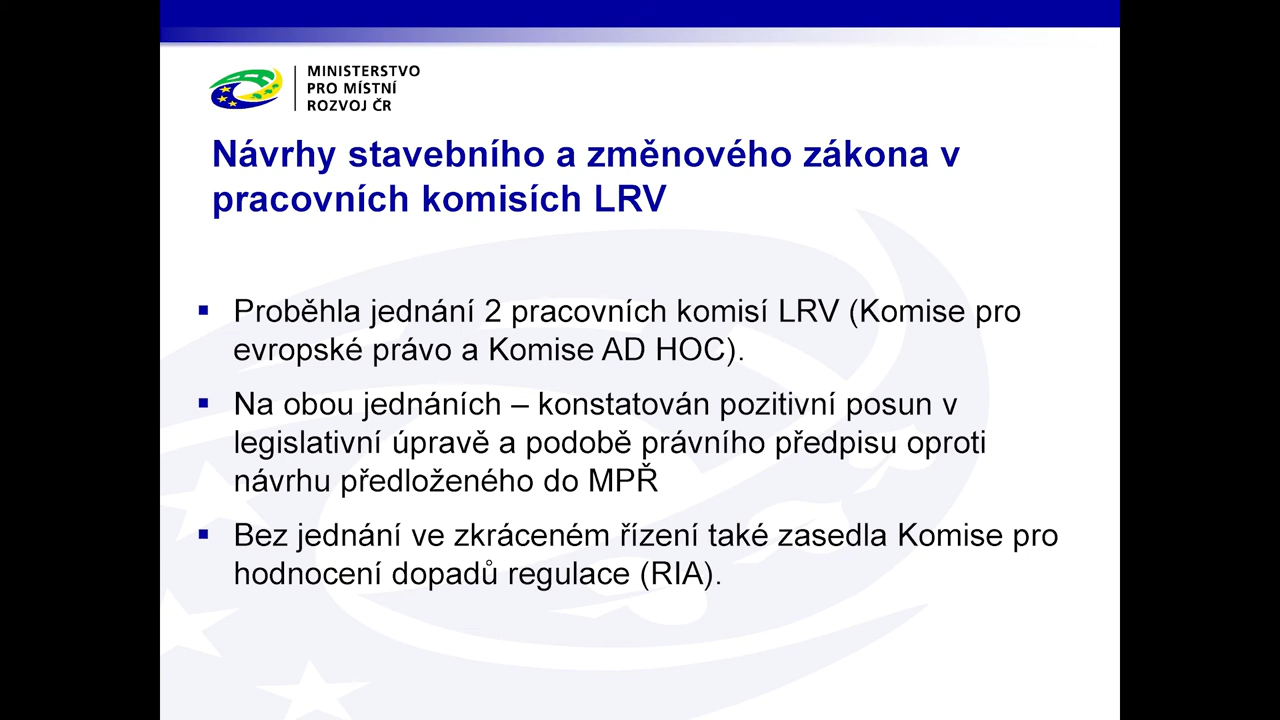 MINISTERSTVO
PRO MÍSTNÍ
ROZVOJ ČR
Návrhy stavebního a změnového zákona v
pracovních komisích LRV
▪ Proběhla jednání 2 pracovních komisí LRV (Komise pro
evropské právo a Komise AD HOC).
▪ Na obou jednáních – konstatován pozitivní posun v
legislativní úpravě a podobě právního předpisu oproti
návrhu předloženého do MPŘ
▪ Bez jednání ve zkráceném řízení také zasedla Komise pro
hodnocení dopadů regulace (RIA).